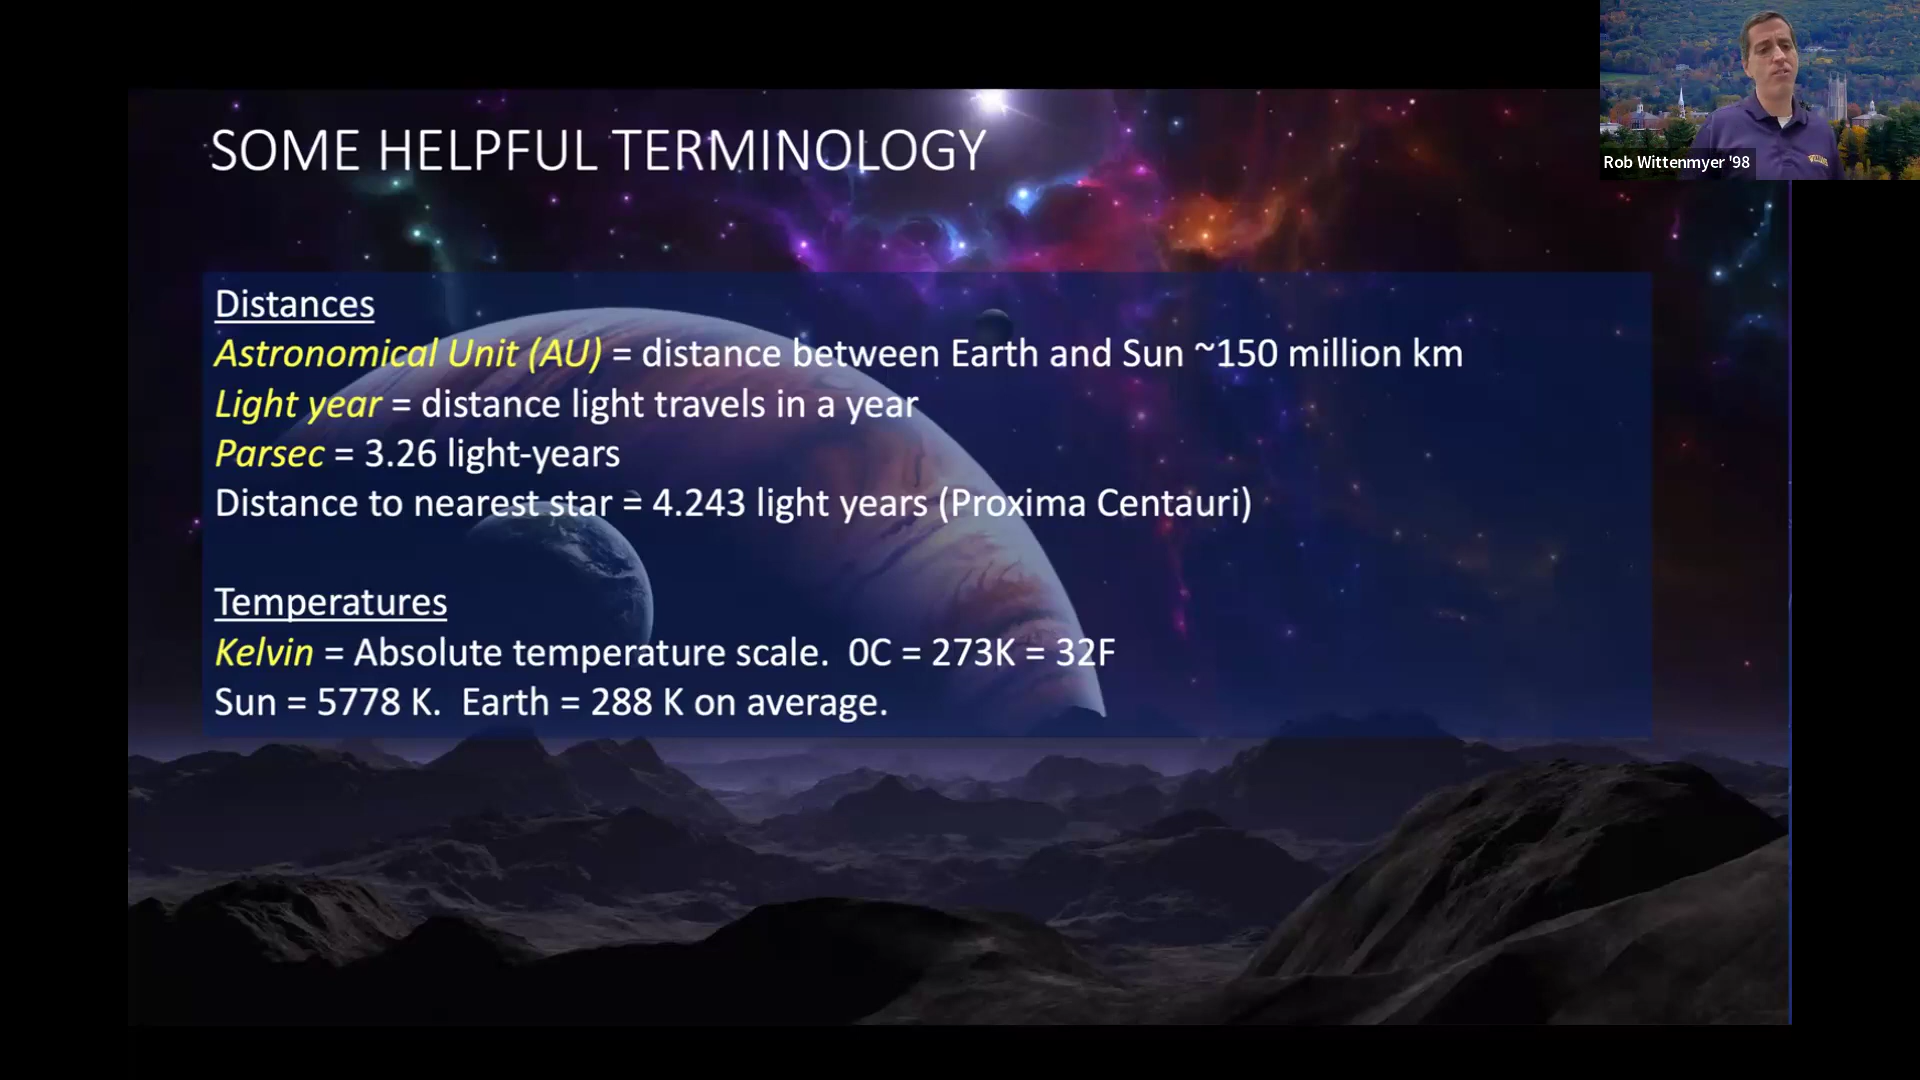 SOME HELPFUL TERMINOLOGY
Rob Wittenmyer '98
Distances
Astronomical Unit (AU) = distance between Earth and Sun ~150 million km
Light year = distance light travels in a year
Parsec = 3.26 light-years
Distance to nearest star = 4.243 light years (Proxima Centauri)
Temperatures
Kelvin = Absolute temperature scale.  0C = 273K = 32F
Sun = 5778 K.  Earth = 288 K on average.